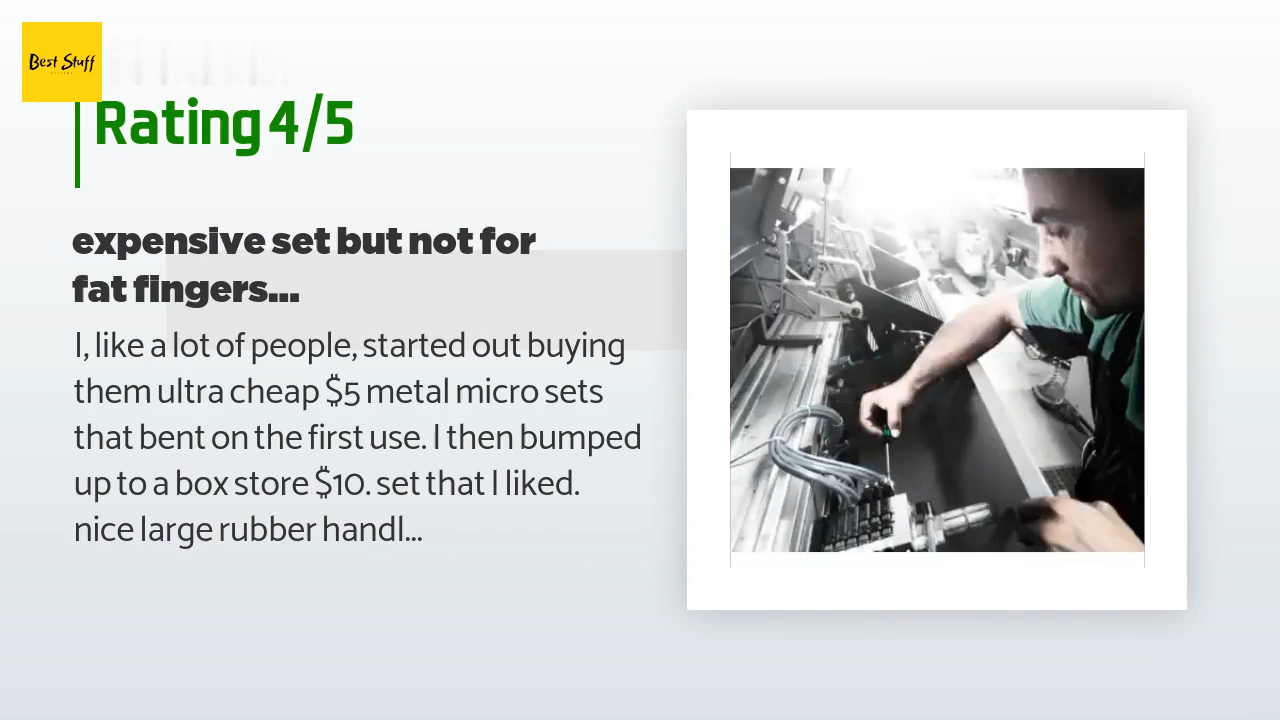 Best Stuff
Rating 4/5
expensive set but not for
fat fingers...
I, like a lot of people, started out buying
them ultra cheap $5 metal micro sets
that bent on the first use. I then bumped
up to a box store $10. set that I liked.
nice large rubber handl...